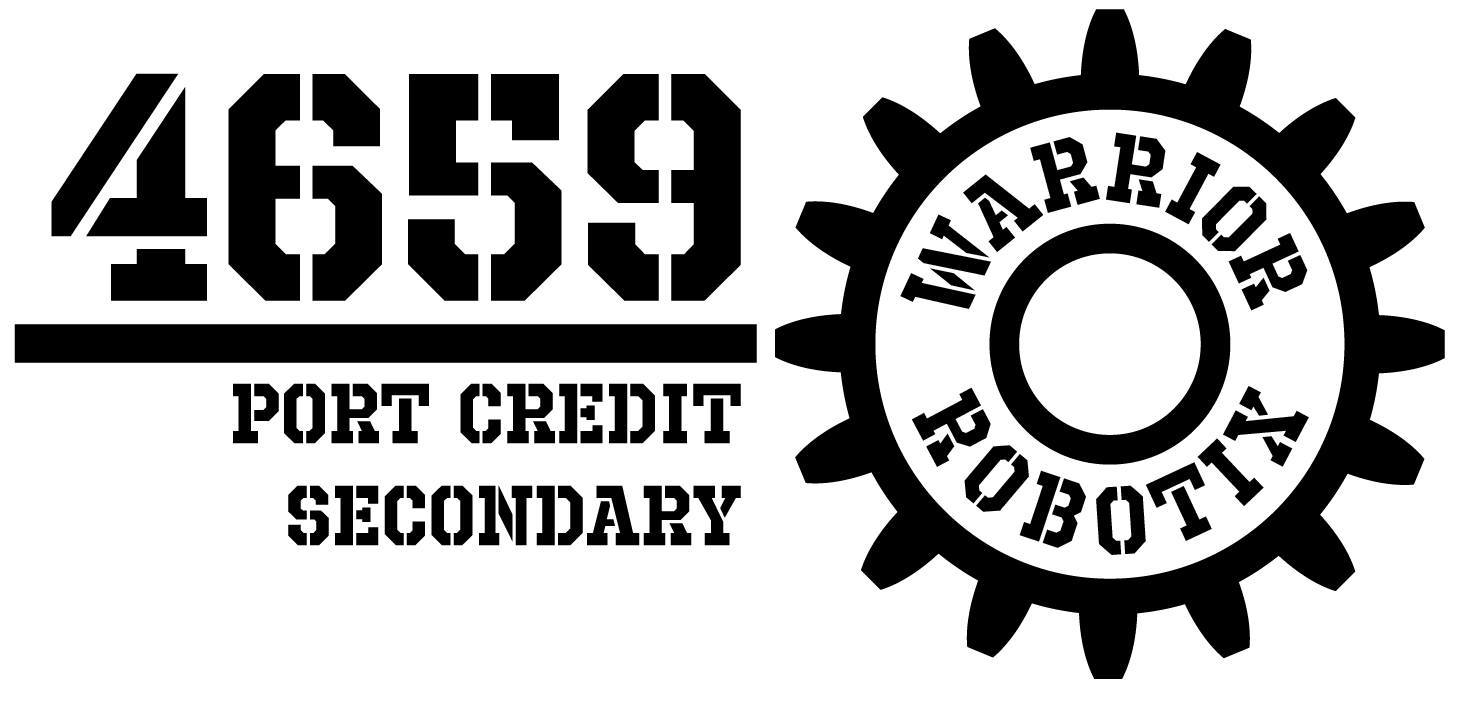 4659
PORT CREDIT
SECONDARY
WARRIOR
ROBOTIX